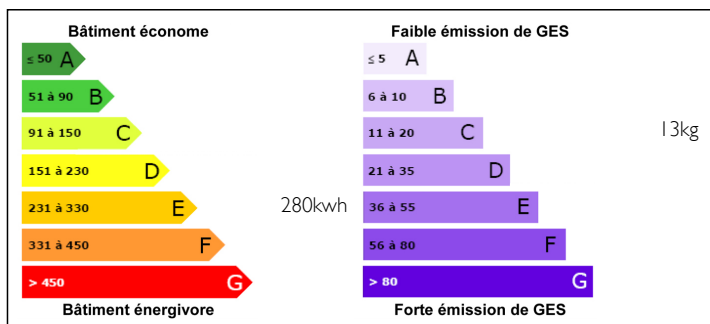 Bâtiment économe
≤ 50 A
51 à 90 B
91 à 150 C
151 à 230 D
231 à 330 E
280kwh
331 à 450 F
> 450 G
Bâtiment énergivore
Faible émission de GES
≤ 5 A
6 à 10 B
11 à 20 C
13kg
21 à 35 D
36 à 55 E
56 à 80 F
> 80 G
Forte émission de GES